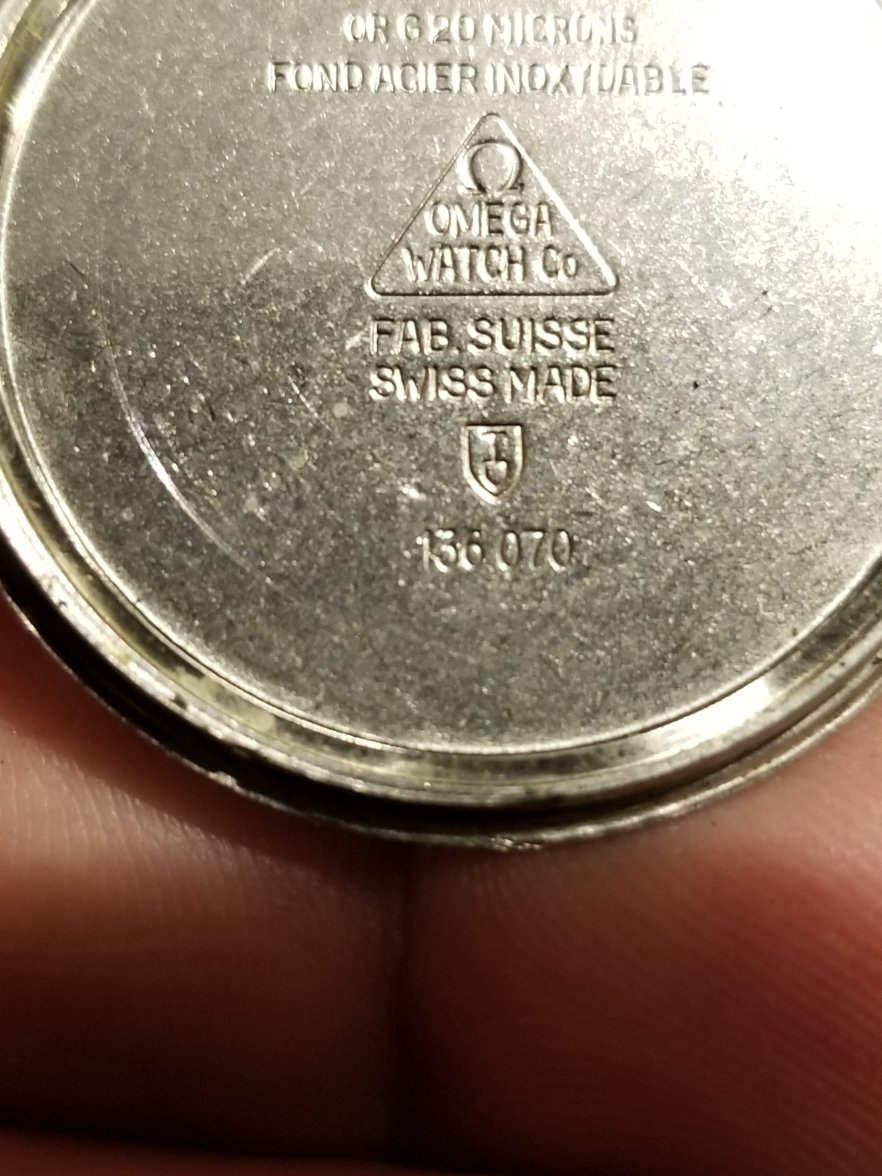 OR G 20 MICRONS
FOND ACIER INOXYDABLE
Ω
OMEGA
WATCH Co
FAB. SUISSE
SWISS MADE
136.070